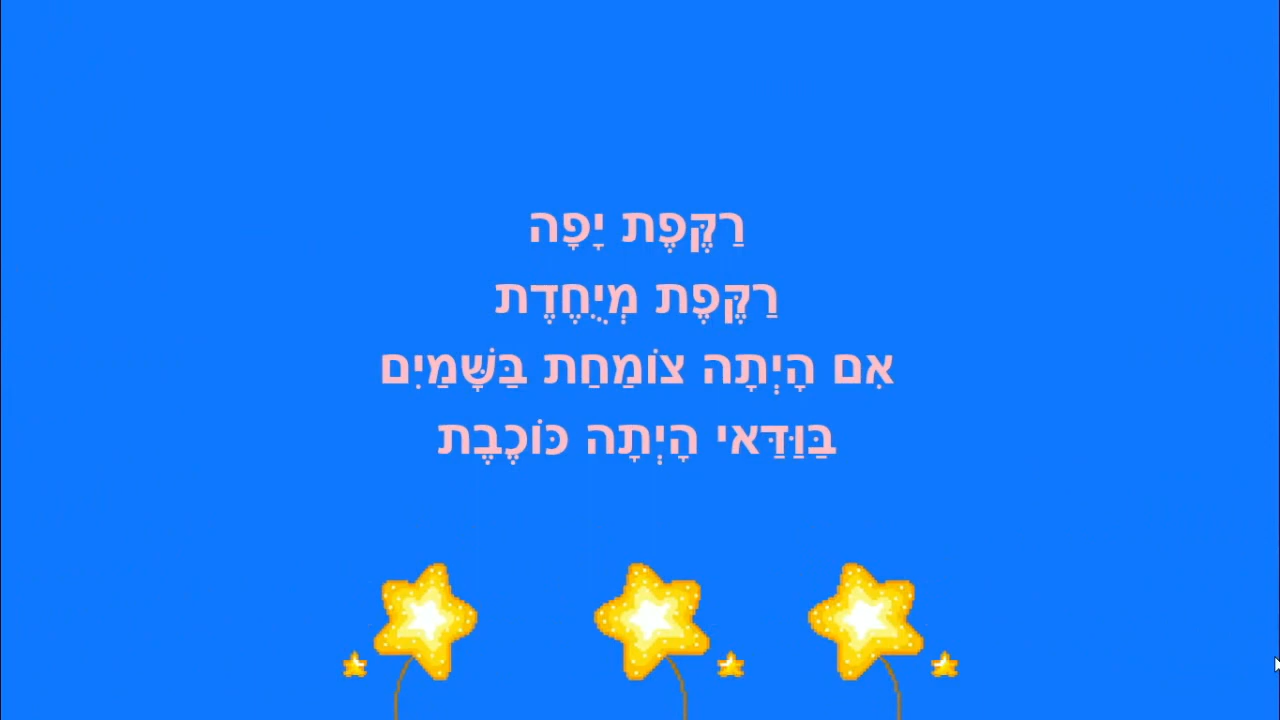 רַקֶּפֶת יָפָה
רַקֶּפֶת מְיֻחֶדֶת
אִם הָיְתָה צוֹמַחַת בַּשָּׁמַיִם
בַּוַּדַּאי הָיְתָה כּוֹכֶבֶת